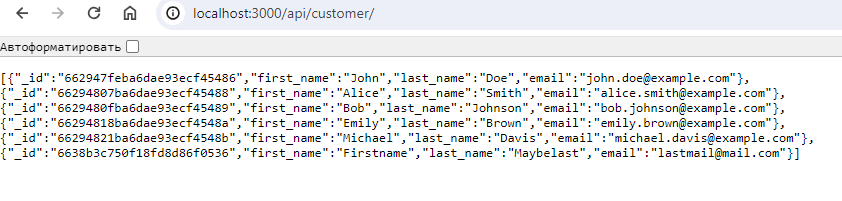 localhost:3000/api/customer/
Автоформатировать
[{"_id":"662947feba6dae93ecf45486","first_name":"John","last_name":"Doe","email":"john.doe@example.com"},
{"_id":"66294807ba6dae93ecf45488","first_name":"Alice","last_name":"Smith","email":"alice.smith@example.com"},
{"_id":"6629480fba6dae93ecf45489","first_name":"Bob","last_name":"Johnson","email":"bob.johnson@example.com"},
{"_id":"66294818ba6dae93ecf4548a","first_name":"Emily","last_name":"Brown","email":"emily.brown@example.com"},
{"_id":"66294821ba6dae93ecf4548b","first_name":"Michael","last_name":"Davis","email":"michael.davis@example.com"},
{"_id":"6638b3c750f18fd8d86f0536","first_name":"Firstname","last_name":"Maybelast","email":"lastmail@mail.com"}]